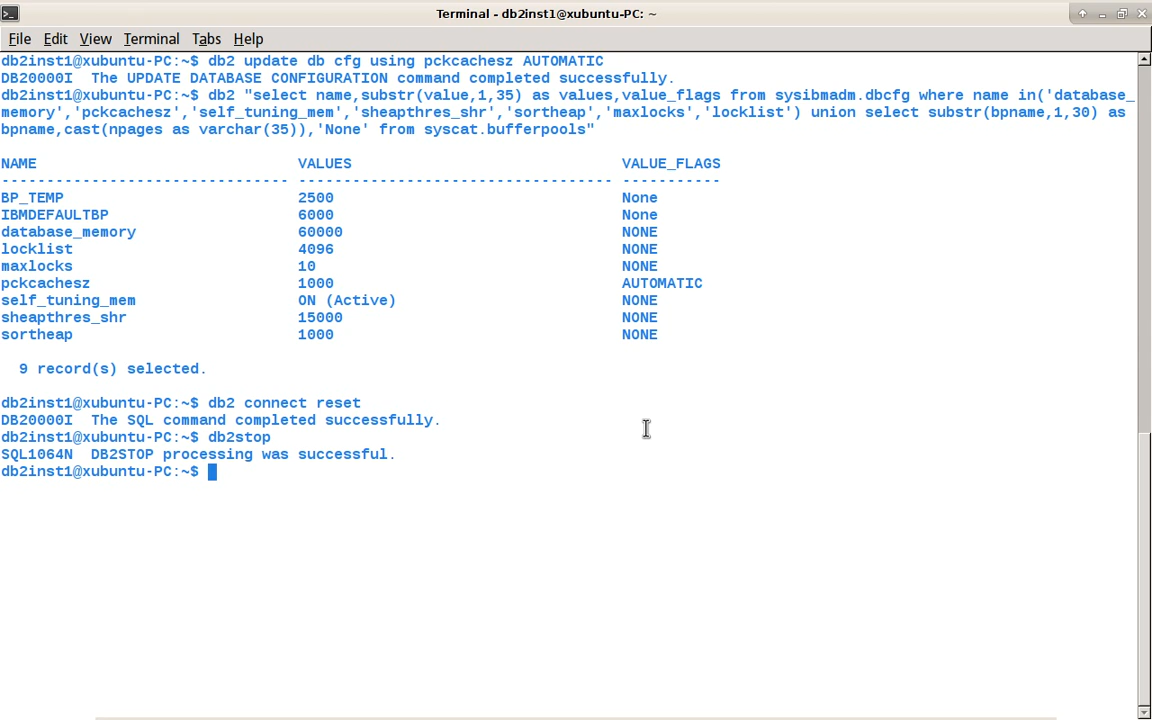 Terminal - db2inst1@xubuntu-PC: ~
File Edit View Terminal Tabs Help
db2inst1@xubuntu-PC:~$ db2 update db cfg using pckcachesz AUTOMATIC
DB20000I  The UPDATE DATABASE CONFIGURATION command completed successfully.
db2inst1@xubuntu-PC:~$ db2 "select name,substr(value,1,35) as values,value_flags from sysibmadm.dbcfg where name in('database_
memory','pckcachesz','self_tuning_mem','sheapthres_shr','sortheap','maxlocks','locklist') union select substr(bpname,1,30) as
bpname,cast(npages as varchar(35)),'None' from syscat.bufferpools"
NAME                             VALUES                              VALUE_FLAGS
-------------------------------- ----------------------------------- -----------
BP_TEMP                          2500                                None
IBMDEFAULTBP                     6000                                None
database_memory                  60000                               NONE
locklist                         4096                                NONE
maxlocks                         10                                  NONE
pckcachesz                       1000                                AUTOMATIC
self_tuning_mem                  ON (Active)                         NONE
sheapthres_shr                   15000                               NONE
sortheap                         1000                                NONE
  9 record(s) selected.
db2inst1@xubuntu-PC:~$ db2 connect reset
DB20000I  The SQL command completed successfully.
db2inst1@xubuntu-PC:~$ db2stop
SQL1064N  DB2STOP processing was successful.
db2inst1@xubuntu-PC:~$